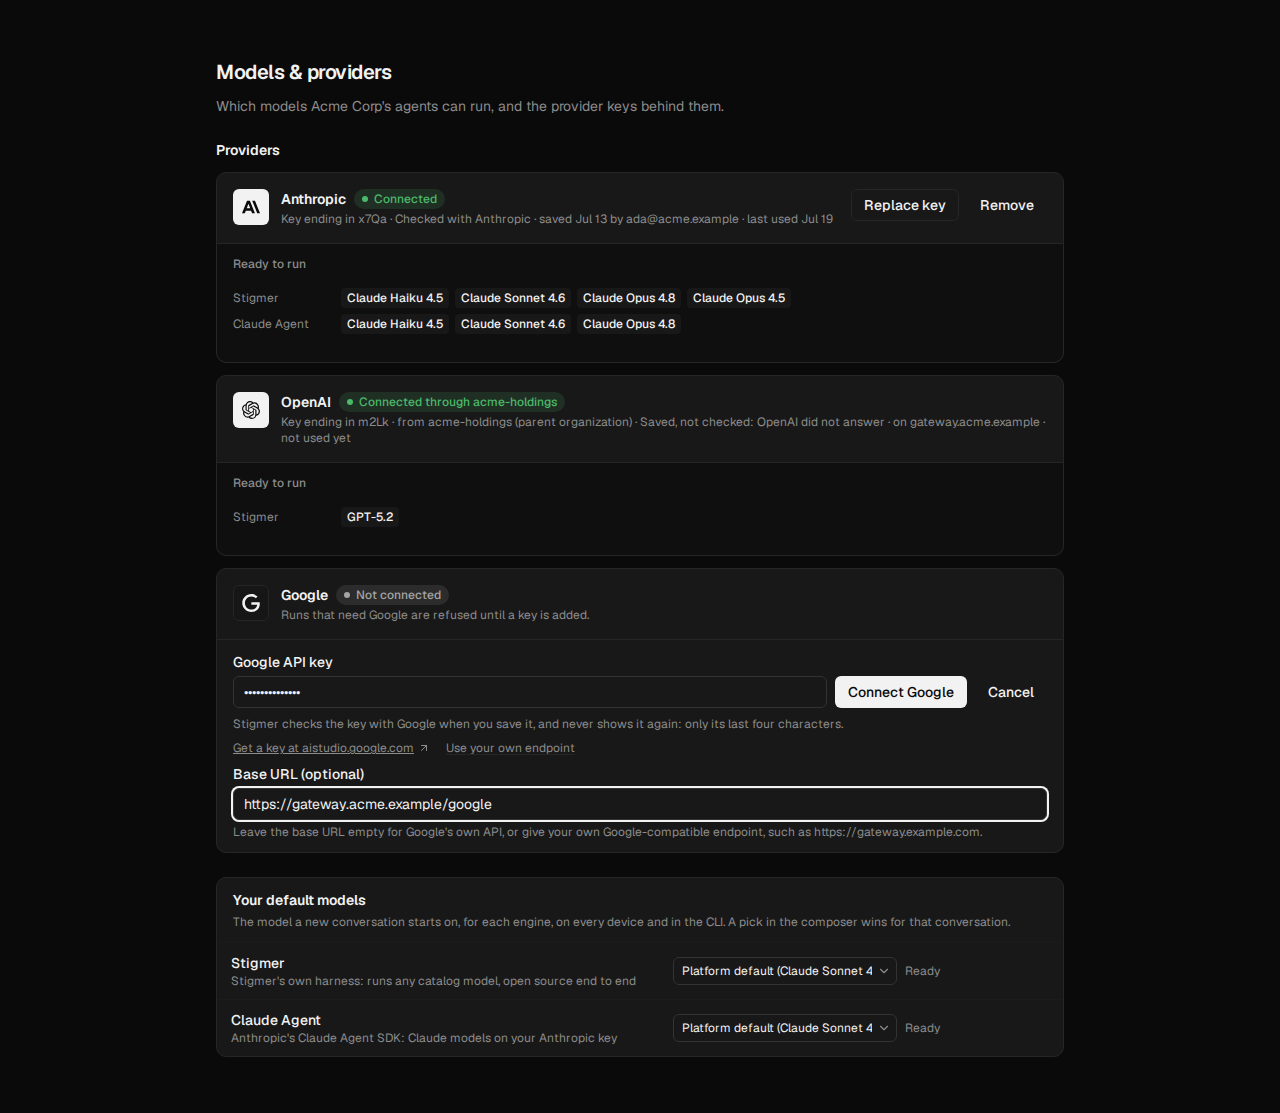 Models & providers
Which models Acme Corp's agents can run, and the provider keys behind them.
Providers
Anthropic
Connected
Key ending in x7Qa · Checked with Anthropic · saved Jul 13 by ada@acme.example · last used Jul 19
Replace key
Remove
Ready to run
Stigmer
Claude Haiku 4.5
Claude Sonnet 4.6
Claude Opus 4.8
Claude Opus 4.5
Claude Agent
Claude Haiku 4.5
Claude Sonnet 4.6
Claude Opus 4.8
OpenAI
Connected through acme-holdings
Key ending in m2Lk · from acme-holdings (parent organization) · Saved, not checked: OpenAI did not answer · on gateway.acme.example ·
not used yet
Ready to run
Stigmer
GPT-5.2
Google
Not connected
Runs that need Google are refused until a key is added.
Google API key
••••••••••••••
Connect Google
Cancel
Stigmer checks the key with Google when you save it, and never shows it again: only its last four characters.
Get a key at aistudio.google.com
Use your own endpoint
Base URL (optional)
https://gateway.acme.example/google
Leave the base URL empty for Google's own API, or give your own Google-compatible endpoint, such as https://gateway.example.com.
Your default models
The model a new conversation starts on, for each engine, on every device and in the CLI. A pick in the composer wins for that conversation.
Stigmer
Stigmer's own harness: runs any catalog model, open source end to end
Platform default (Claude Sonnet 4
Ready
Claude Agent
Anthropic's Claude Agent SDK: Claude models on your Anthropic key
Platform default (Claude Sonnet 4
Ready